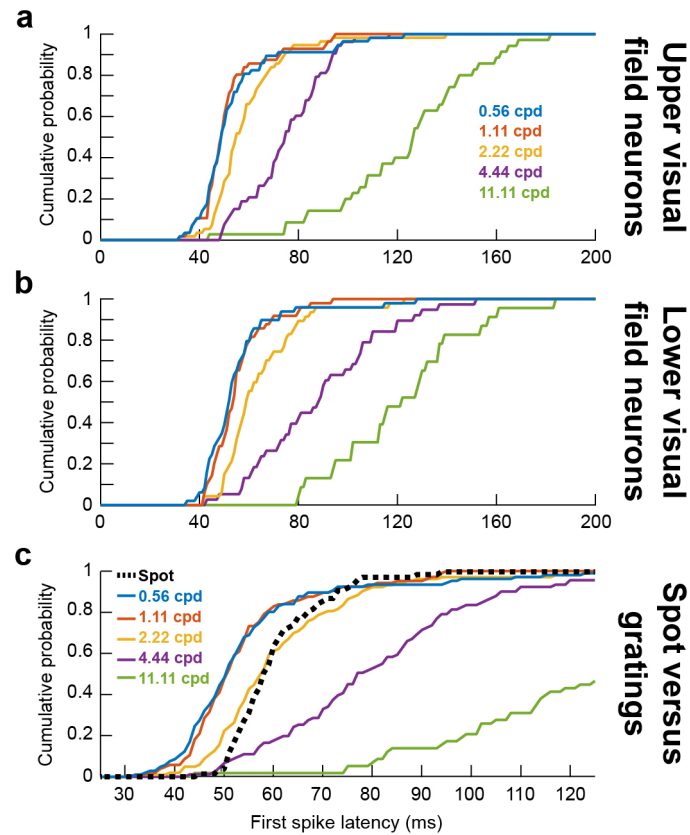 a
Cumulative probability
1
0.8
0.6
0.4
0.2
0
0 40 80 120 160 200
0.56 cpd
1.11 cpd
2.22 cpd
4.44 cpd
11.11 cpd
Upper visual
field neurons
b
Cumulative probability
1
0.8
0.6
0.4
0.2
0
0 40 80 120 160 200
Lower visual
field neurons
c
Cumulative probability
1
0.8
0.6
0.4
0.2
0
Spot
0.56 cpd
1.11 cpd
2.22 cpd
4.44 cpd
11.11 cpd
30 40 50 60 70 80 90 100 110 120
First spike latency (ms)
Spot versus
gratings